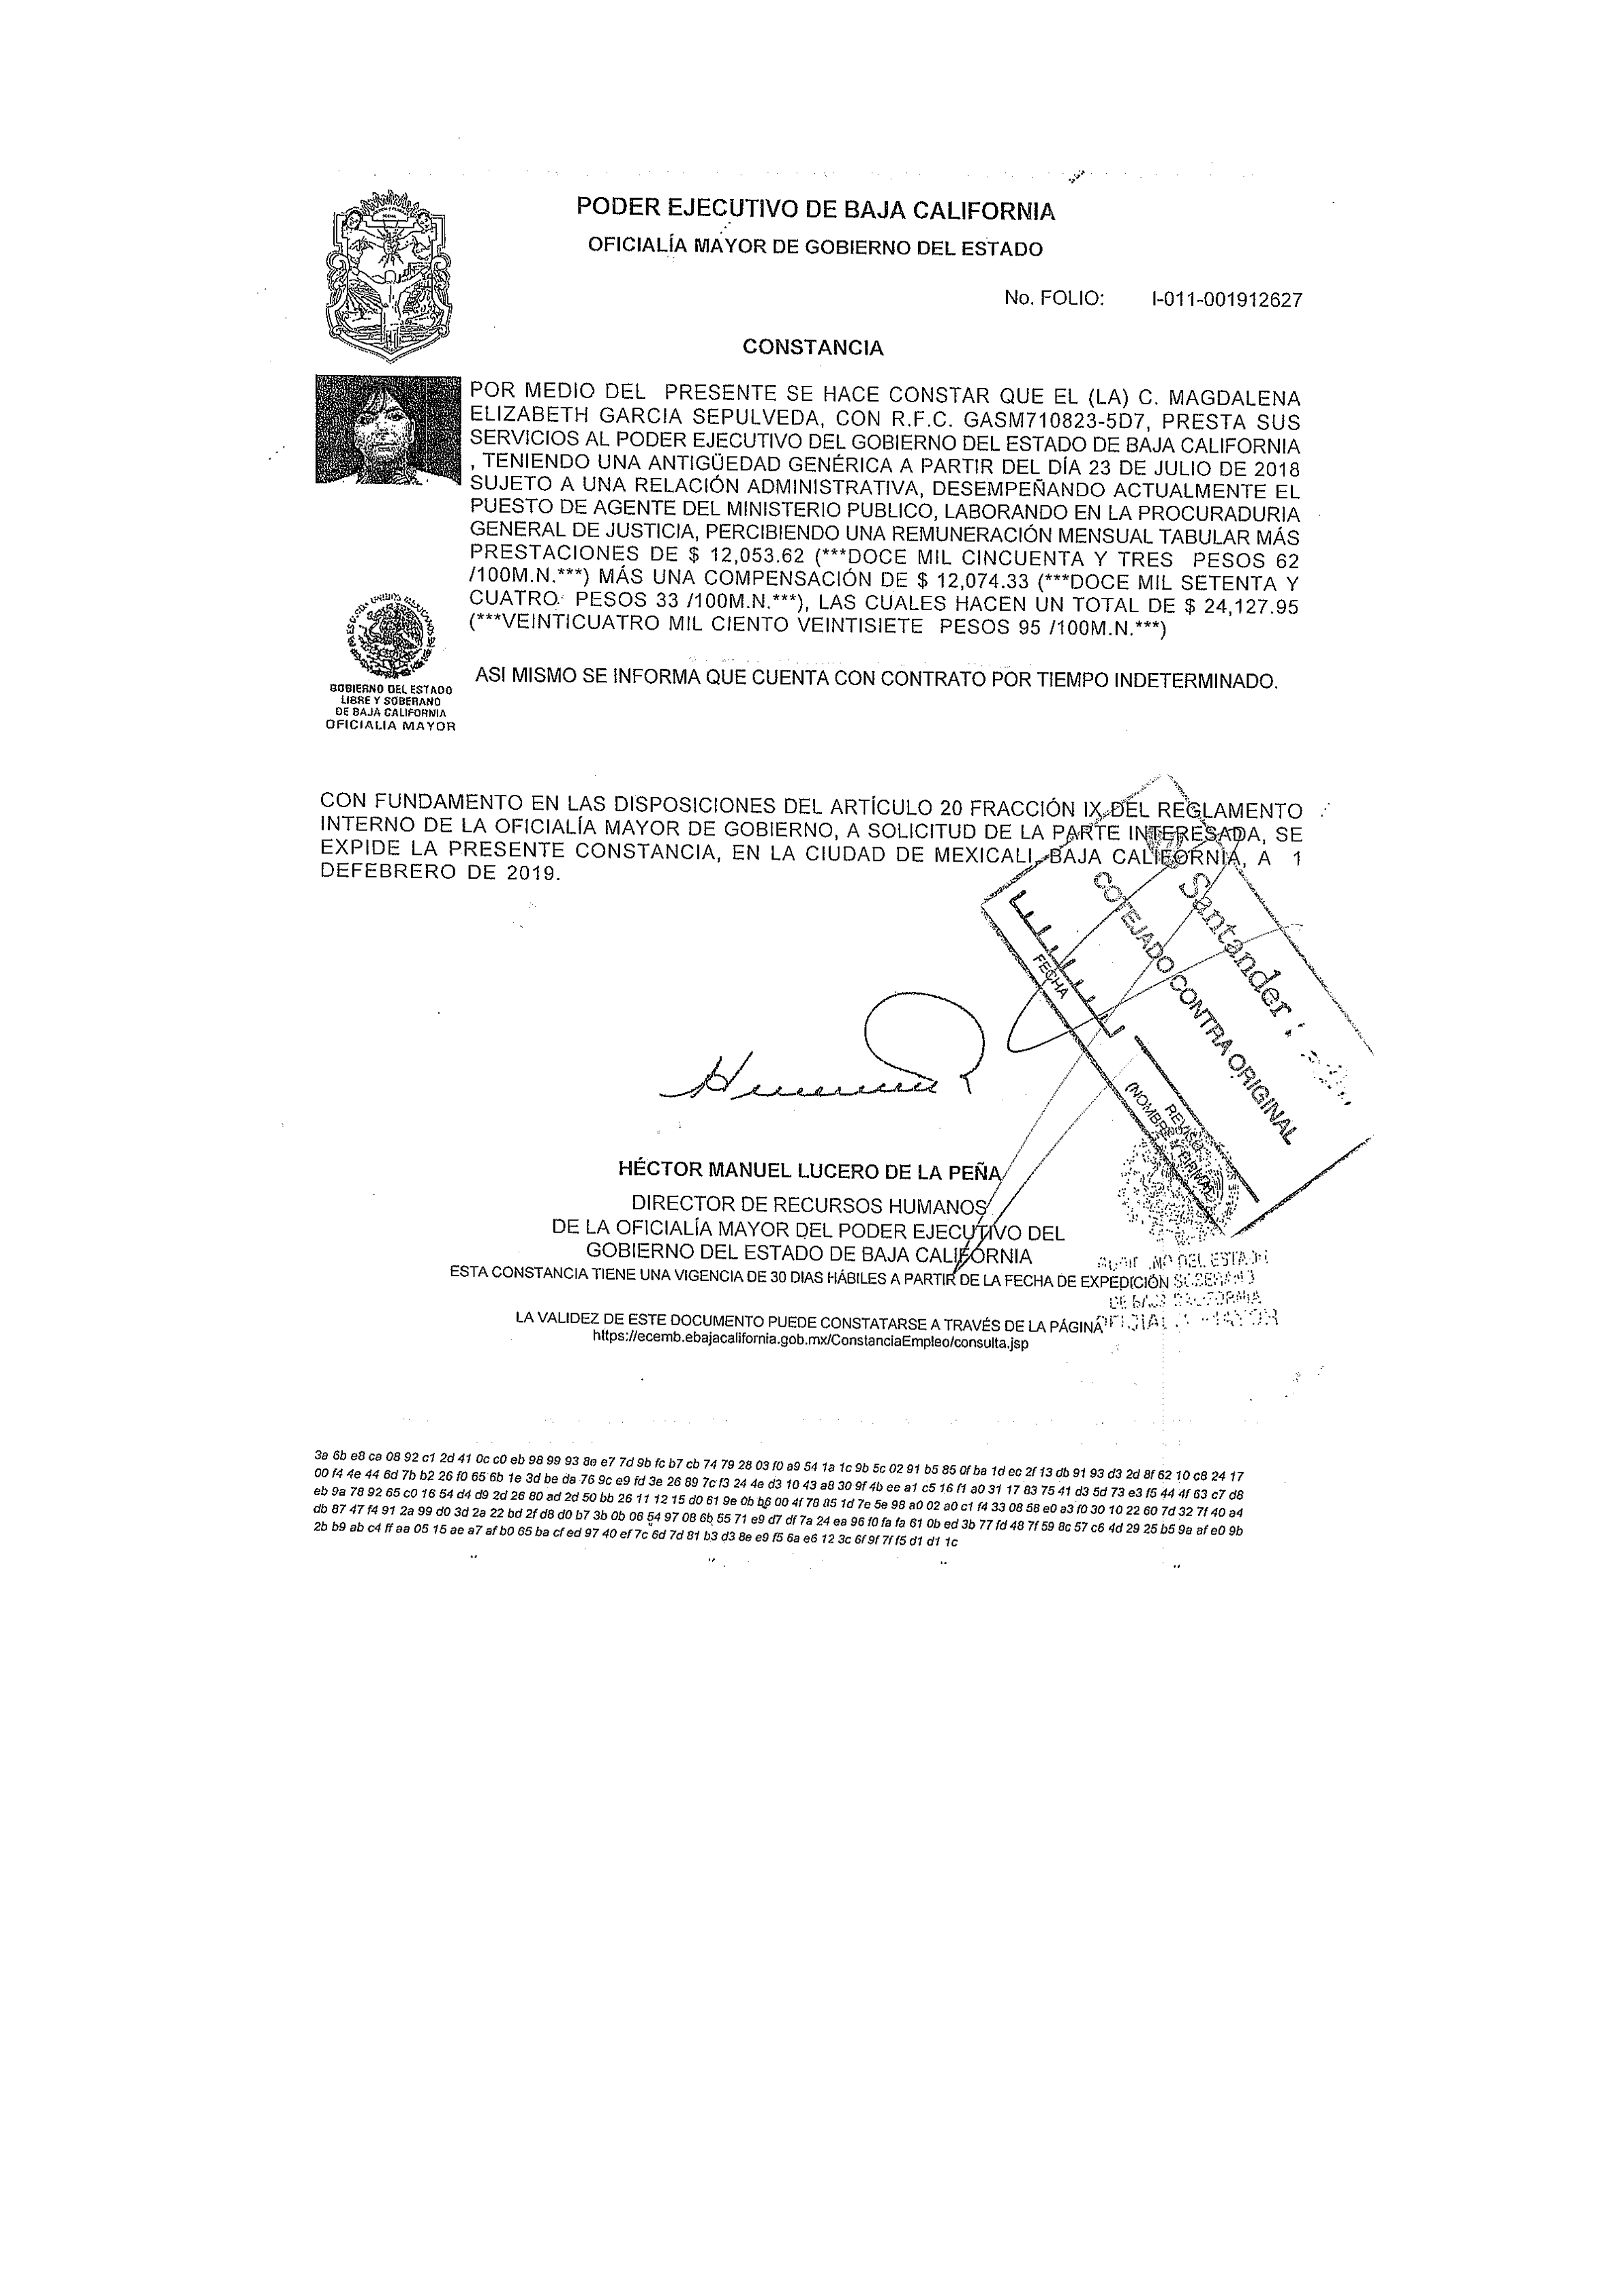 PODER EJECUTIVO DE BAJA CALIFORNIA
OFICIALÍA MAYOR DE GOBIERNO DEL ESTADO
No. FOLIO: I-011-001912627
CONSTANCIA
POR MEDIO DEL PRESENTE SE HACE CONSTAR QUE EL (LA) C. MAGDALENA
ELIZABETH GARCIA SEPULVEDA, CON R.F.C. GASM710823-5D7, PRESTA SUS
SERVICIOS AL PODER EJECUTIVO DEL GOBIERNO DEL ESTADO DE BAJA CALIFORNIA
, TENIENDO UNA ANTIGÜEDAD GENÉRICA A PARTIR DEL DÍA 23 DE JULIO DE 2018
SUJETO A UNA RELACIÓN ADMINISTRATIVA, DESEMPEÑANDO ACTUALMENTE EL
PUESTO DE AGENTE DEL MINISTERIO PUBLICO, LABORANDO EN LA PROCURADURIA
GENERAL DE JUSTICIA, PERCIBIENDO UNA REMUNERACIÓN MENSUAL TABULAR MÁS
PRESTACIONES DE $ 12,053.62 (***DOCE MIL CINCUENTA Y TRES PESOS 62
/100M.N.***) MÁS UNA COMPENSACIÓN DE $ 12,074.33 (***DOCE MIL SETENTA Y
CUATRO PESOS 33 /100M.N.***), LAS CUALES HACEN UN TOTAL DE $ 24,127.95
(***VEINTICUATRO MIL CIENTO VEINTISIETE PESOS 95 /100M.N.***)
ASI MISMO SE INFORMA QUE CUENTA CON CONTRATO POR TIEMPO INDETERMINADO.
GOBIERNO DEL ESTADO
LIBRE Y SOBERANO
DE BAJA CALIFORNIA
OFICIALIA MAYOR
CON FUNDAMENTO EN LAS DISPOSICIONES DEL ARTÍCULO 20 FRACCIÓN IX DEL REGLAMENTO
INTERNO DE LA OFICIALÍA MAYOR DE GOBIERNO, A SOLICITUD DE LA PARTE INTERESADA, SE
EXPIDE LA PRESENTE CONSTANCIA, EN LA CIUDAD DE MEXICALI, BAJA CALIFORNIA, A 1
DEFEBRERO DE 2019.
Santander
COTEJADO CONTRA ORIGINAL
FECHA
REVISÓ
HÉCTOR MANUEL LUCERO DE LA PEÑA
DIRECTOR DE RECURSOS HUMANOS
DE LA OFICIALÍA MAYOR DEL PODER EJECUTIVO DEL
GOBIERNO DEL ESTADO DE BAJA CALIFORNIA
ESTA CONSTANCIA TIENE UNA VIGENCIA DE 30 DIAS HÁBILES A PARTIR DE LA FECHA DE EXPEDICIÓN
LA VALIDEZ DE ESTE DOCUMENTO PUEDE CONSTATARSE A TRAVÉS DE LA PÁGINA
https://ecemb.ebajacalifornia.gob.mx/ConstanciaEmpleo/consulta.jsp
3a 6b e8 ca 08 92 c1 2d 41 0c c0 eb 98 99 93 8e e7 7d 9b fc b7 cb 74 79 28 03 f0 a9 54 1a 1c 9b 5c 02 91 b5 85 0f ba 1d ec 2f 13 db 91 93 d3 2d 8f 62 10 c8 24 17
00 f4 4e 44 6d 7b b2 26 f0 65 6b 1e 3d be da 76 9c e9 fd 3e 26 89 7c f3 24 4e d3 10 43 a8 30 9f 4b ee a1 c5 16 f1 a0 31 17 83 75 41 d3 5d 73 e3 f5 44 4f 63 c7 d8
eb 9a 78 92 65 c0 16 54 d4 d9 2d 26 80 ad 2d 50 bb 26 11 12 15 d0 61 9e 0b b6 00 4f 78 85 1d 7e 5e 98 a0 02 a0 c1 f4 33 08 58 e0 a3 f0 30 10 22 60 7d 32 7f 40 a4
db 87 47 f4 91 2a 99 d0 3d 2a 22 bd 2f d8 d0 b7 3b 0b 06 54 97 08 6b 55 71 e9 d7 df 7a 24 ea 96 f0 fa fa 61 0b ed 3b 77 fd 48 7f 59 8c 57 c6 4d 29 25 b5 9a af e0 9b
2b b9 ab c4 ff aa 05 15 ae a7 af b0 65 ba cf ed 97 40 ef 7c 6d 7d 81 b3 d3 8e e9 f5 6a e6 12 3c 6f 9f 7f f5 d1 d1 1c